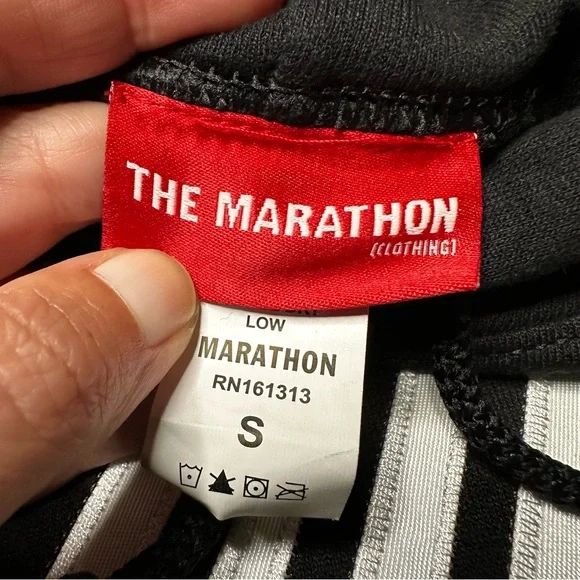 THE MARATHON
[CLOTHING]
LOW
MARATHON
RN161313
S